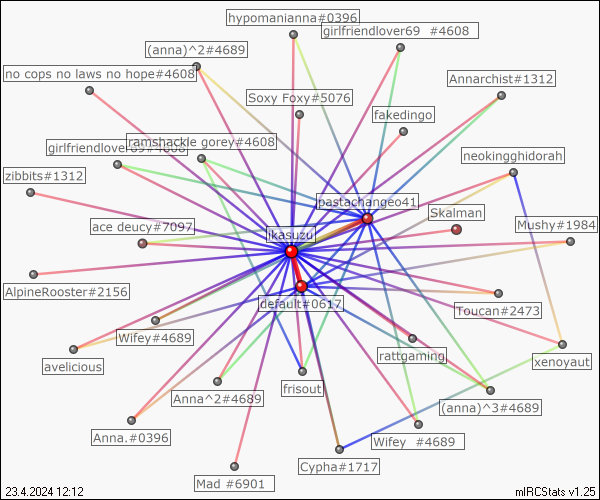 hypomanianna#0396
girlfriendlover69 #4608
(anna)^2#4689
no cops no laws no hope#4608
Annarchist#1312
Soxy Foxy#5076
fakedingo
ramshackle gorey#4608
neokingghidorah
zibbits#1312
pastachangeo41
Skalman
ace deucy#7097
Mushy#1984
jkasuzu
AlpineRooster#2156
default#0617
Toucan#2473
Wifey#4689
rattgaming
avelicious
xenoyaut
frisout
Anna^2#4689
(anna)^3#4689
Anna.#0396
Wifey #4689
Cypha#1717
Mad #6901
23.4.2024 12:12
mIRCStats v1.25